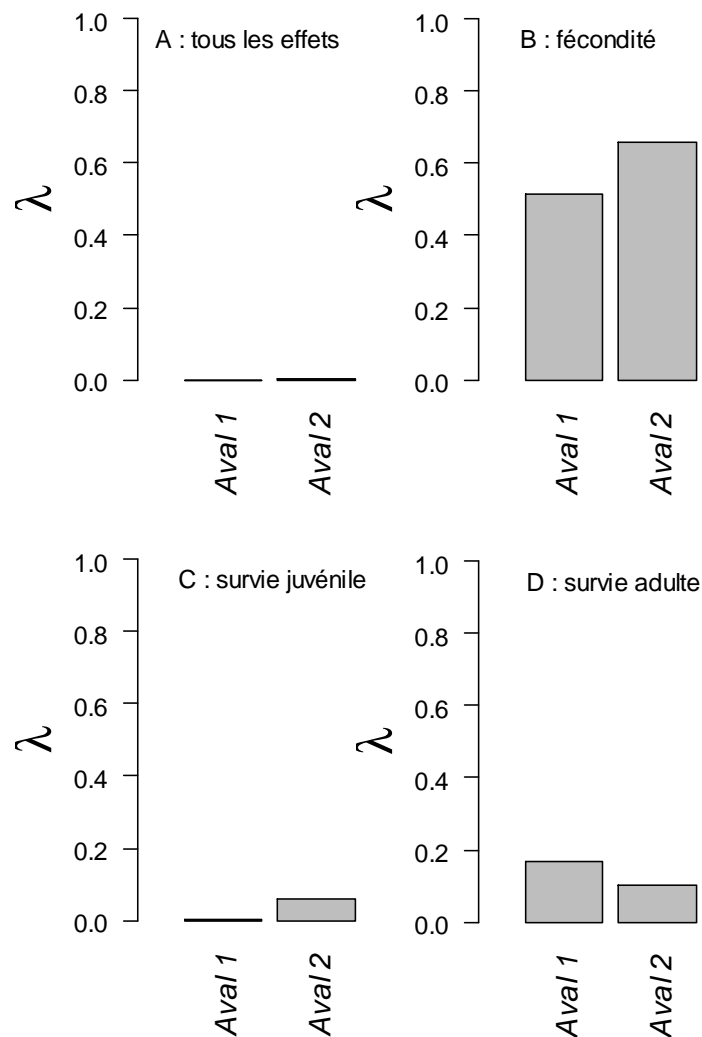 A : tous les effets
1.0
0.8
0.6
0.4
0.2
0.0
λ
Aval 1
Aval 2
B : fécondité
1.0
0.8
0.6
0.4
0.2
0.0
λ
Aval 1
Aval 2
C : survie juvénile
1.0
0.8
0.6
0.4
0.2
0.0
λ
Aval 1
Aval 2
D : survie adulte
1.0
0.8
0.6
0.4
0.2
0.0
λ
Aval 1
Aval 2